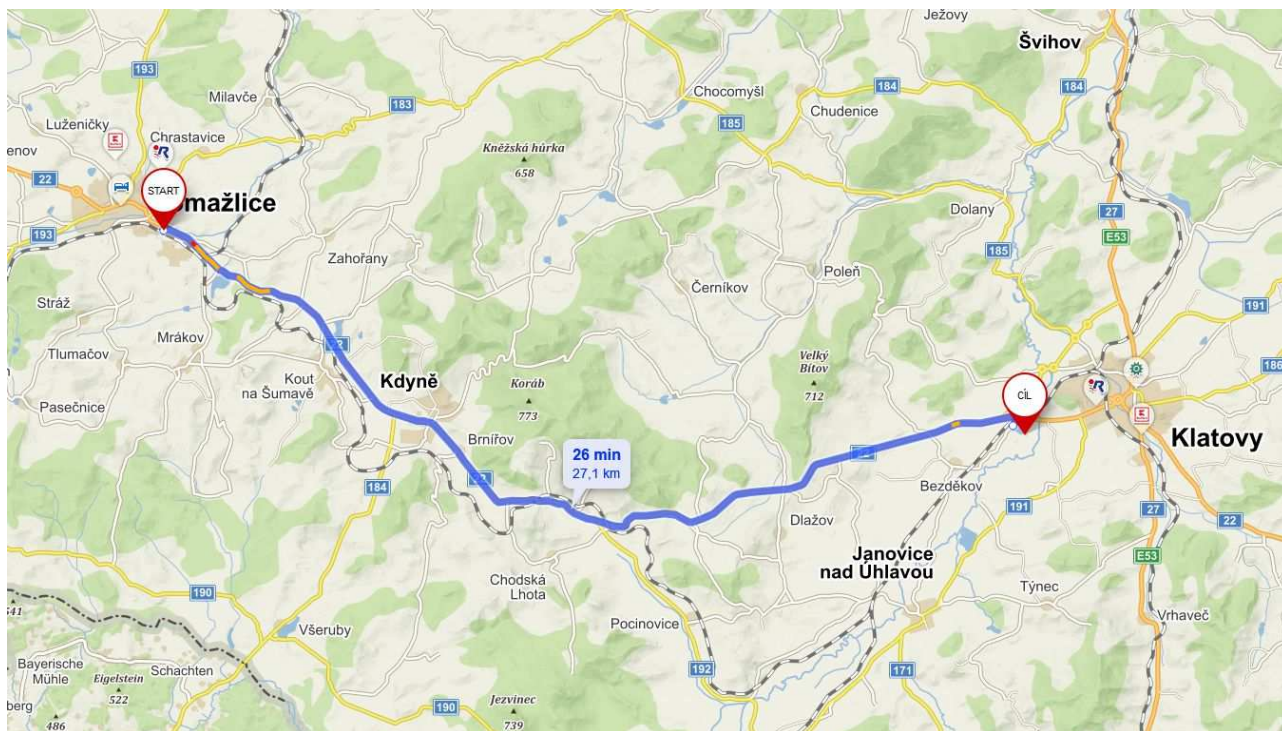 Ježovy
Švihov
193
Milavče
183
Chocomyšl
184
184
Luženičky
Chudenice
185
Chrastavice
Kněžská hůrka
658
enov
22
START
mažlice
Dolany
27
E53
193
Zahořany
185
Poleň
Stráž
Černíkov
191
Mrákov
22
Tlumačov
Velký
Bítov
712
186
Kout
na Šumavě
Kdyně
Koráb
773
CÍL
Pasečnice
Brnířov
Klatovy
26 min
27,1 km
22
22
184
Bezděkov
191
27
22
Dlažov
Janovice
nad Úhlavou
E53
Chodská
Lhota
Týnec
541
190
Pocinovice
Vrhaveč
Všeruby
Bayerische
Mühle
Schachten
Eigelstein
522
192
171
berg
486
Jezvinec
739
190